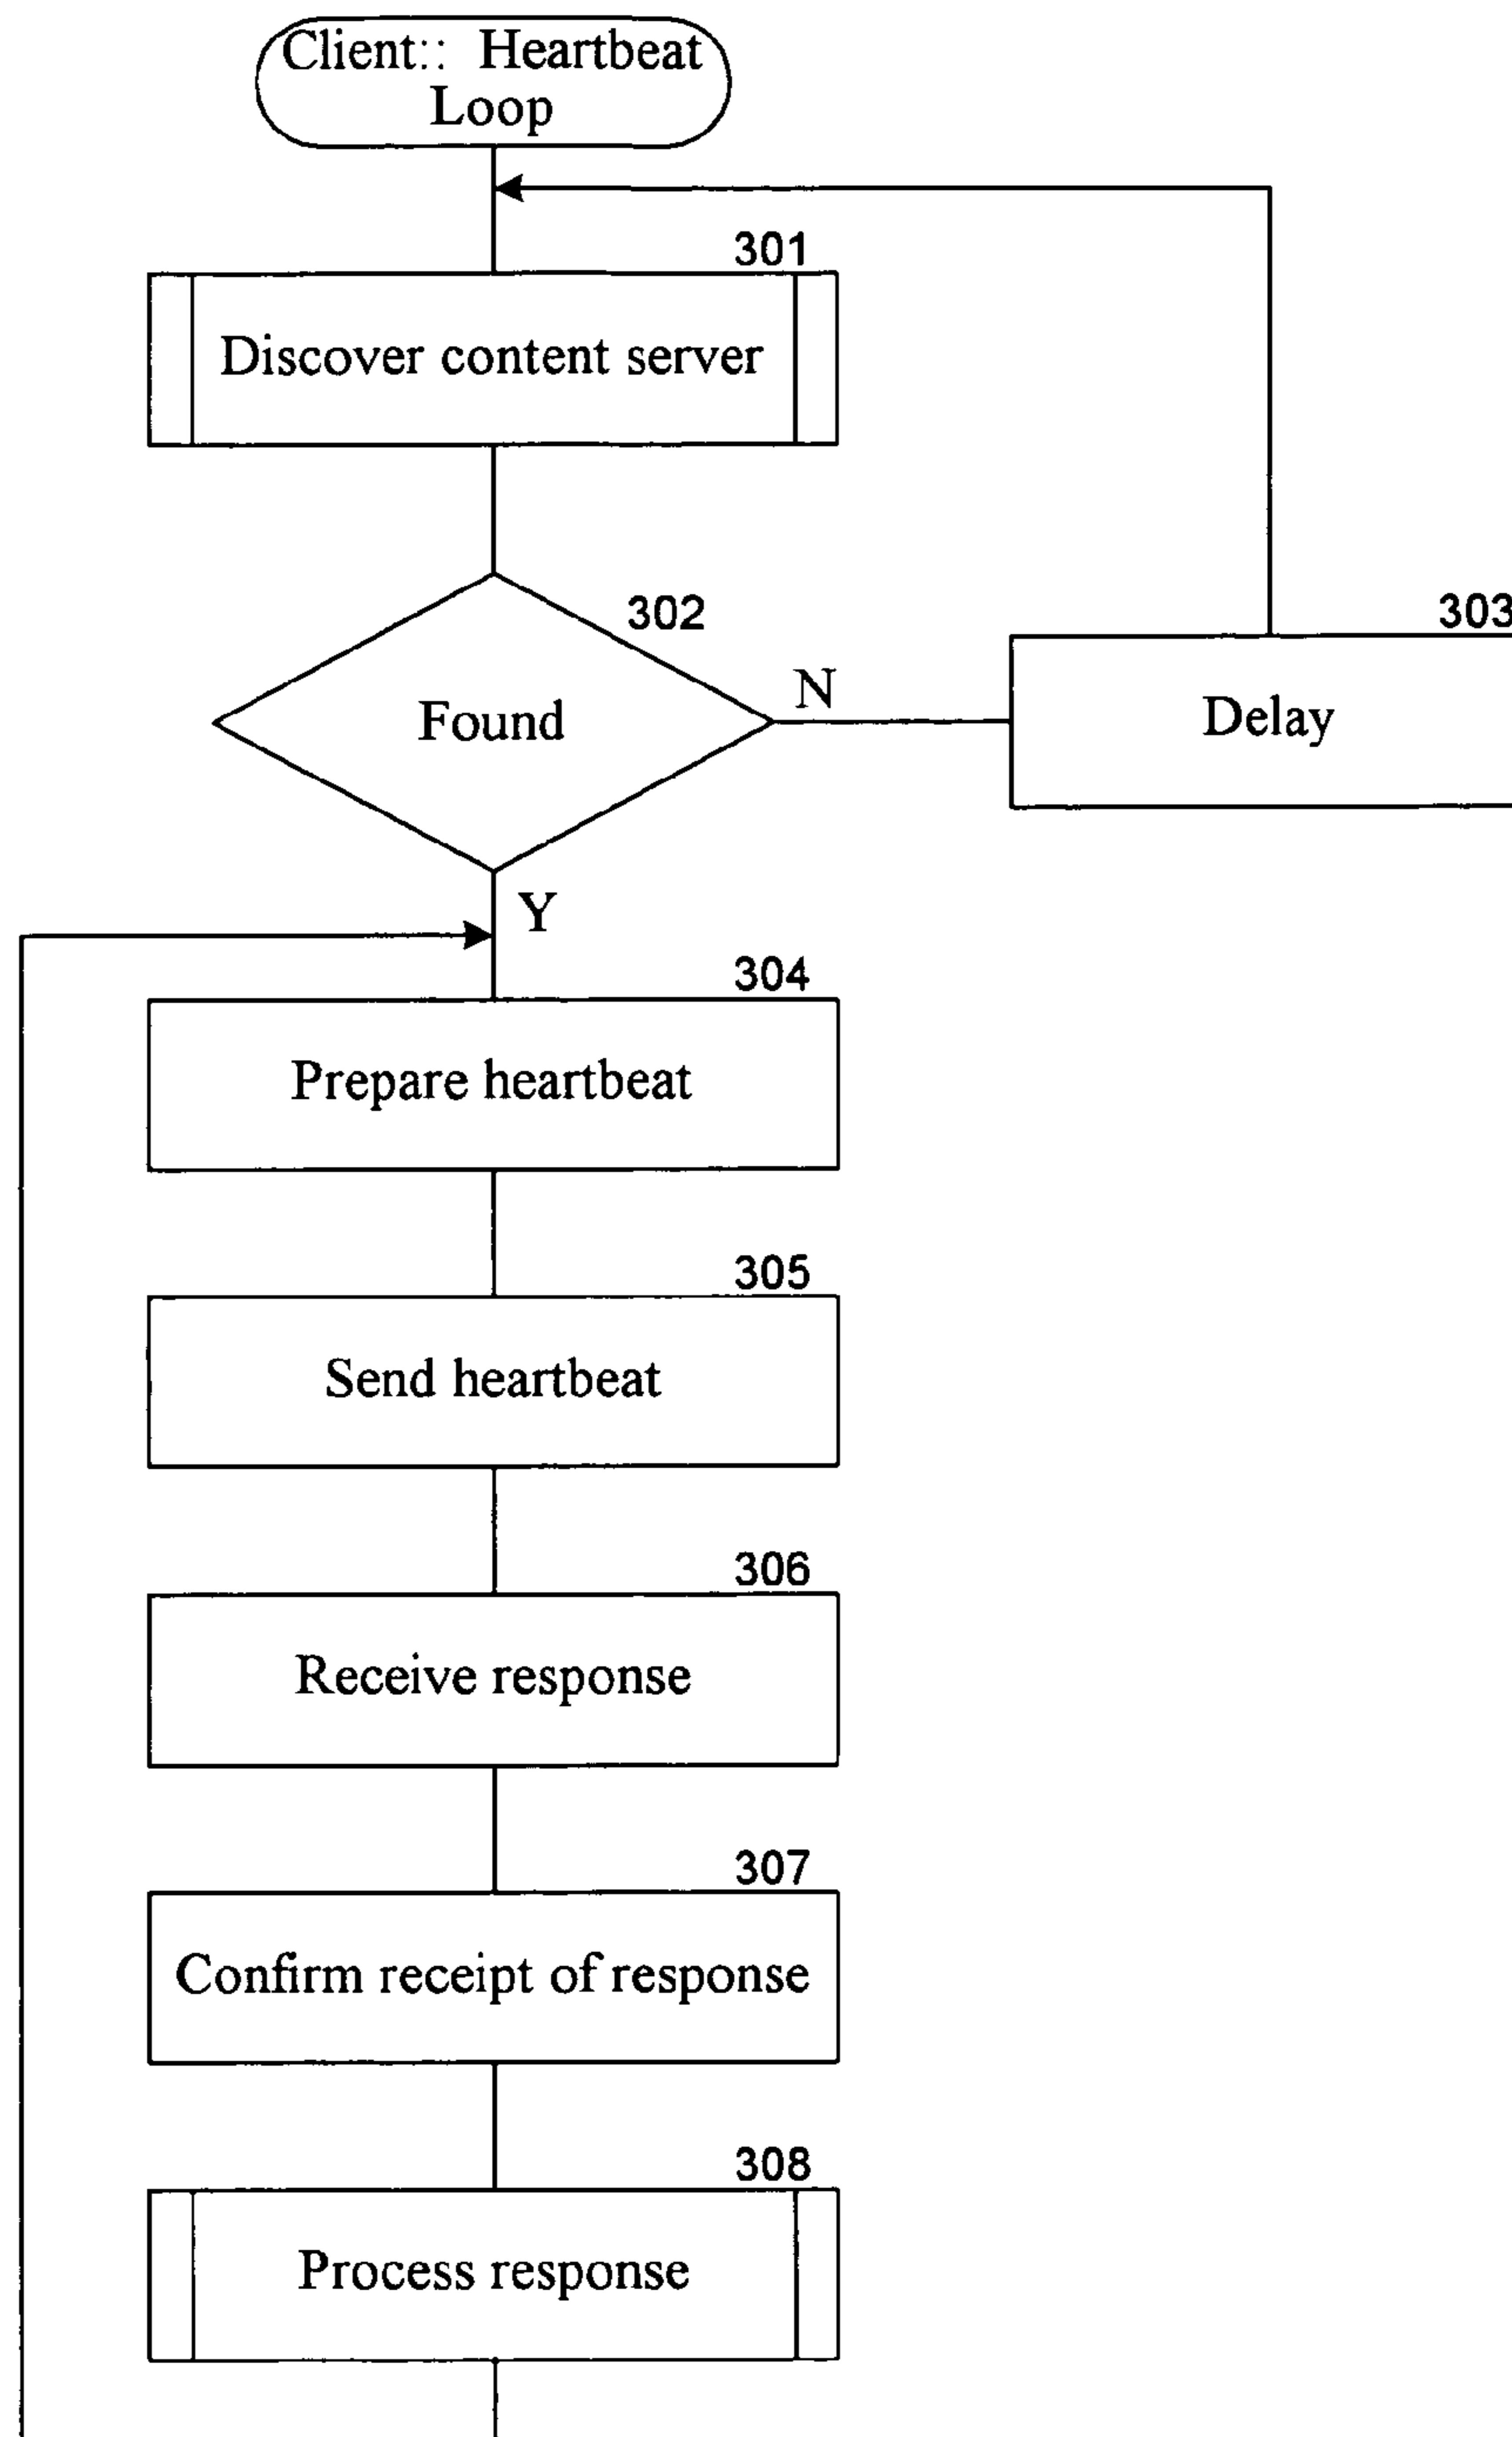 Client:: Heartbeat
Loop
301
Discover content server
302
Found
N
303
Delay
Y
304
Prepare heartbeat
305
Send heartbeat
306
Receive response
307
Confirm receipt of response
308
Process response